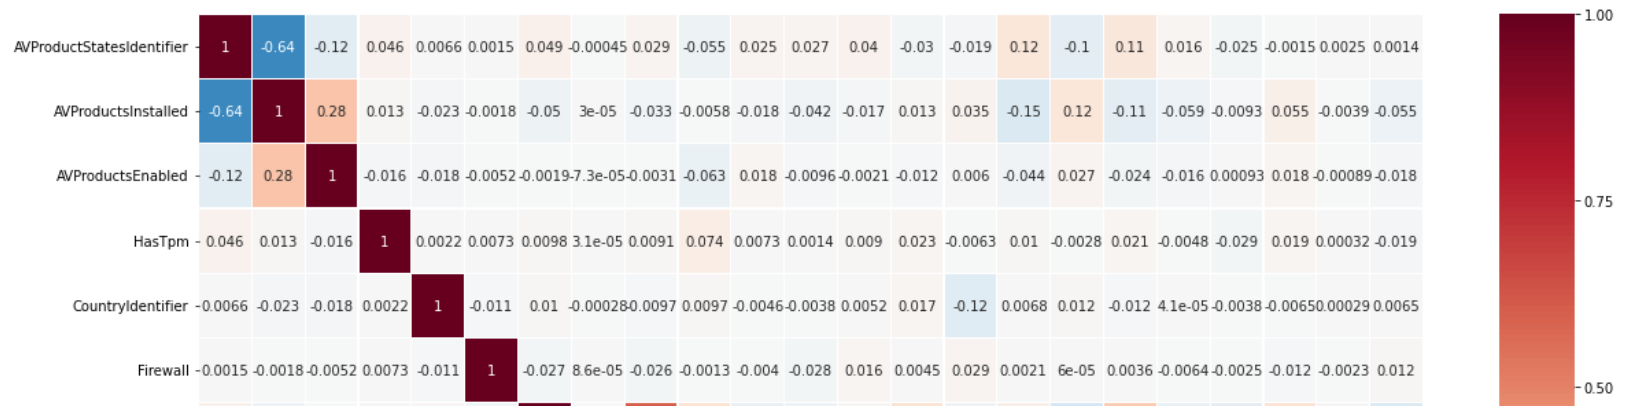 1.00
AVProductStatesIdentifier 1 -0.64 -0.12 0.046 0.0066 0.0015 0.049 -0.00045 0.029 -0.055 0.025 0.027 0.04 -0.03 -0.019 0.12 -0.1 0.11 0.016 -0.025 -0.0015 0.0025 0.0014
AVProductsInstalled -0.64 1 0.28 0.013 -0.023 -0.0018 -0.05 3e-05 -0.033 -0.0058 -0.018 -0.042 -0.017 0.013 0.035 -0.15 0.12 -0.11 -0.059 -0.0093 0.055 -0.0039 -0.055
AVProductsEnabled -0.12 0.28 1 -0.016 -0.018 -0.0052 -0.0019 -7.3e-05 -0.0031 -0.063 0.018 -0.0096 -0.0021 -0.012 0.006 -0.044 0.027 -0.024 -0.016 0.00093 0.018 -0.00089 -0.018
0.75
HasTpm 0.046 0.013 -0.016 1 0.0022 0.0073 0.0098 3.1e-05 0.0091 0.074 0.0073 0.0014 0.009 0.023 -0.0063 0.01 -0.0028 0.021 -0.0048 -0.029 0.019 0.00032 -0.019
CountryIdentifier 0.0066 -0.023 -0.018 0.0022 1 -0.011 0.01 -0.00028 -0.0097 0.0097 -0.0046 -0.0038 0.0052 0.017 -0.12 0.0068 0.012 -0.012 4.1e-05 -0.0038 -0.0065 0.00029 0.0065
Firewall 0.0015 -0.0018 -0.0052 0.0073 -0.011 1 -0.027 8.6e-05 -0.026 -0.0013 -0.004 -0.028 0.016 0.0045 0.029 0.0021 6e-05 0.0036 -0.0064 -0.0025 -0.012 -0.0023 0.012
0.50